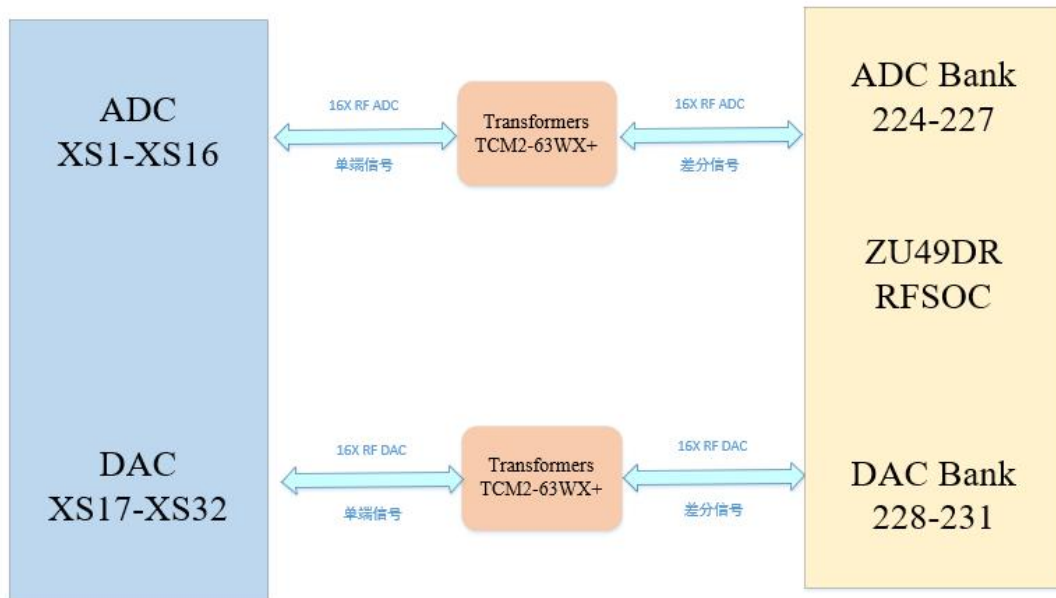 ADC
XS1-XS16
16X RF ADC
单端信号
Transformers
TCM2-63WX+
16X RF ADC
差分信号
ADC Bank
224-227
ZU49DR
RFSOC
DAC
XS17-XS32
16X RF DAC
单端信号
Transformers
TCM2-63WX+
16X RF DAC
差分信号
DAC Bank
228-231